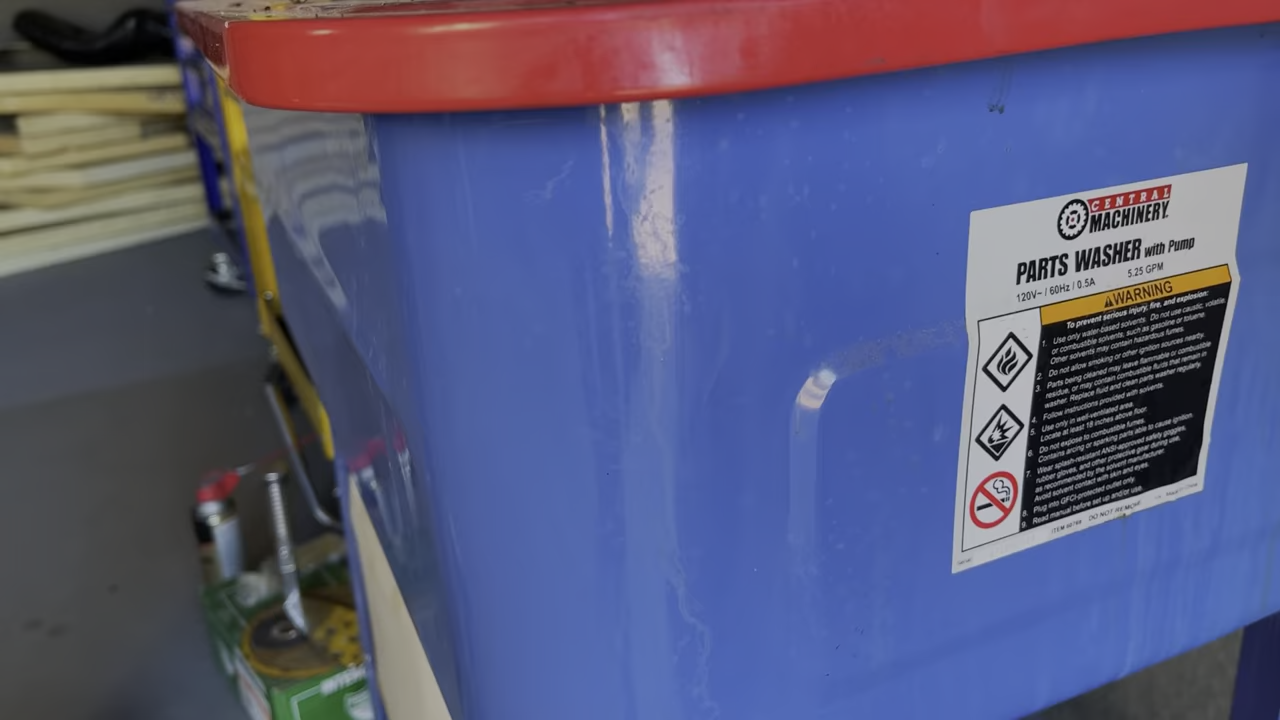 CENTRAL
MACHINERY
PARTS WASHER with Pump
120V~ / 60Hz / 0.5A 5.25 GPM
WARNING
To prevent serious injury, fire, and explosion:
1. Use only water-based solvents. Do not use caustic, volatile,
or combustible solvents, such as gasoline or toluene.
Other solvents may contain hazardous fumes.
2. Do not allow smoking or other ignition sources nearby.
3. Parts being cleaned may leave flammable or combustible
residue, or may contain combustible fluids that remain in
washer. Replace fluid and clean parts washer regularly.
4. Follow instructions provided with solvents.
5. Use only in well-ventilated area.
Locate at least 18 inches above floor.
6. Do not expose to combustible fumes.
Contains arcing or sparking parts able to cause ignition.
7. Wear splash-resistant ANSI-approved safety goggles,
rubber gloves, and other protective gear during use,
as recommended by the solvent manufacturer.
Avoid solvent contact with skin and eyes.
8. Plug into GFCI-protected outlet only.
9. Read manual before set up and/or use.
DO NOT REMOVE